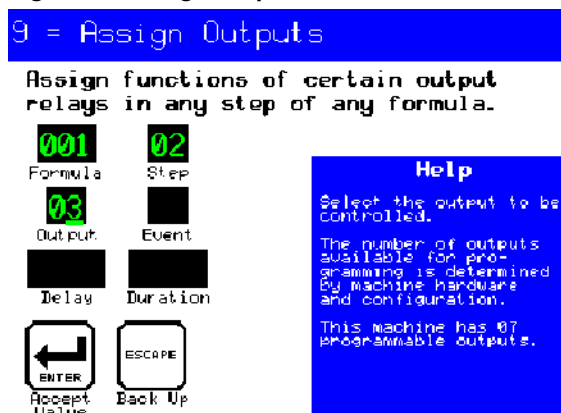 9 = Assign Outputs
Assign functions of certain output
relays in any step of any formula.
001
02
Formula
Step
03
Output
Event
Delay
Duration
ENTER
ESCAPE
Accept
Value
Back Up
Help
Select the output to be
controlled.
The number of outputs
available for pro-
gramming is determined
by machine hardware
and configuration.
This machine has 07
programmable outputs.